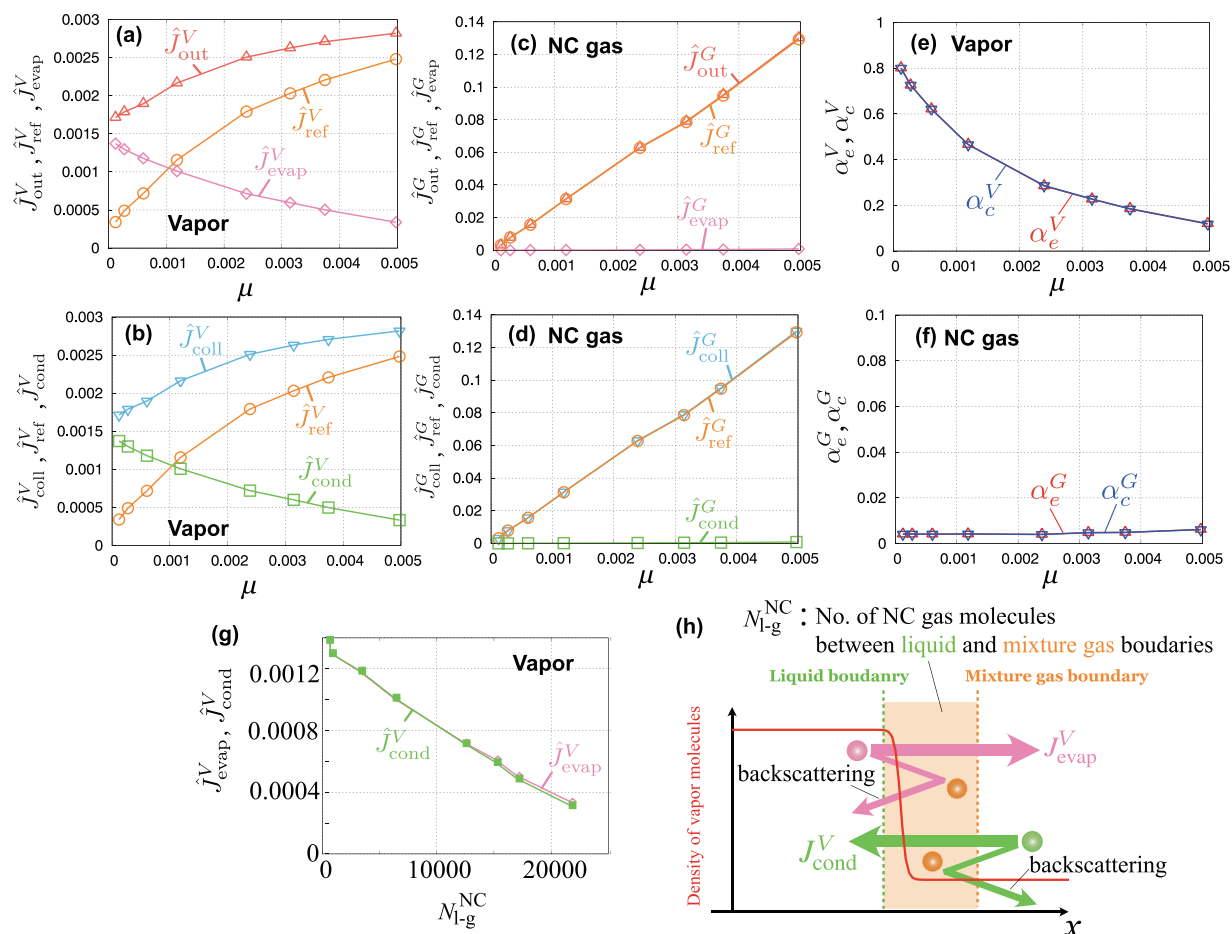 (a)
0.003
0.0025
0.002
0.0015
0.001
0.0005
0
Ĵ^V_out
Ĵ^V_ref
Ĵ^V_evap
Vapor
Ĵ^V_out, Ĵ^V_ref, Ĵ^V_evap
0.001 0.002 0.003 0.004 0.005
μ
(c) NC gas
0.14
0.12
0.10
0.08
0.06
0.04
0.02
0
Ĵ^G_out
Ĵ^G_ref
Ĵ^G_evap
Ĵ^G_out, Ĵ^G_ref, Ĵ^G_evap
0.000 0.001 0.002 0.003 0.004 0.005
μ
(e) Vapor
1
0.8
0.6
0.4
0.2
0
α^V_c
α^V_e
α^V_e, α^V_c
0.000 0.001 0.002 0.003 0.004 0.005
μ
(b)
0.003
0.0025
0.002
0.0015
0.001
0.0005
0
Ĵ^V_coll
Ĵ^V_ref
Ĵ^V_cond
Vapor
Ĵ^V_coll, Ĵ^V_ref, Ĵ^V_cond
0.001 0.002 0.003 0.004 0.005
μ
(d) NC gas
0.14
0.12
0.10
0.08
0.06
0.04
0.02
0
Ĵ^G_coll
Ĵ^G_ref
Ĵ^G_cond
Ĵ^G_coll, Ĵ^G_ref, Ĵ^G_cond
0.000 0.001 0.002 0.003 0.004 0.005
μ
(f) NC gas
0.1
0.08
0.06
0.04
0.02
0
α^G_e
α^G_c
α^G_e, α^G_c
0.000 0.001 0.002 0.003 0.004 0.005
μ
(g)
Vapor
0.0012
0.0008
0.0004
0
Ĵ^V_cond
Ĵ^V_evap
Ĵ^V_evap, Ĵ^V_cond
0 10000 20000
N^NC_l-g
(h)
N^NC_l-g : No. of NC gas molecules
between liquid and mixture gas boudaries
Liquid boudanry
Mixture gas boundary
Density of vapor molecules
J^V_evap
backscattering
J^V_cond
backscattering
x